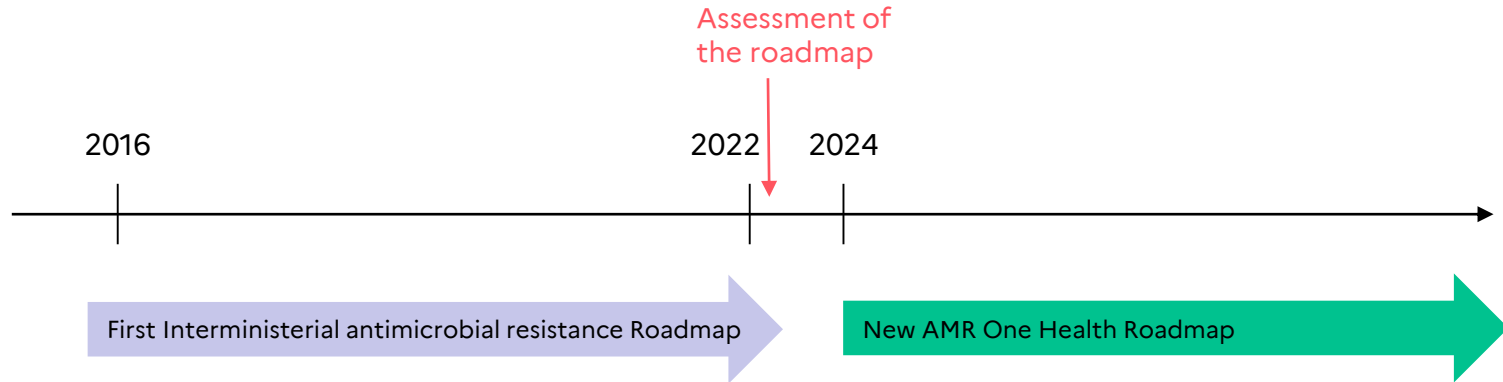 Assessment of
the roadmap
2016
2022
2024
First Interministerial antimicrobial resistance Roadmap
New AMR One Health Roadmap